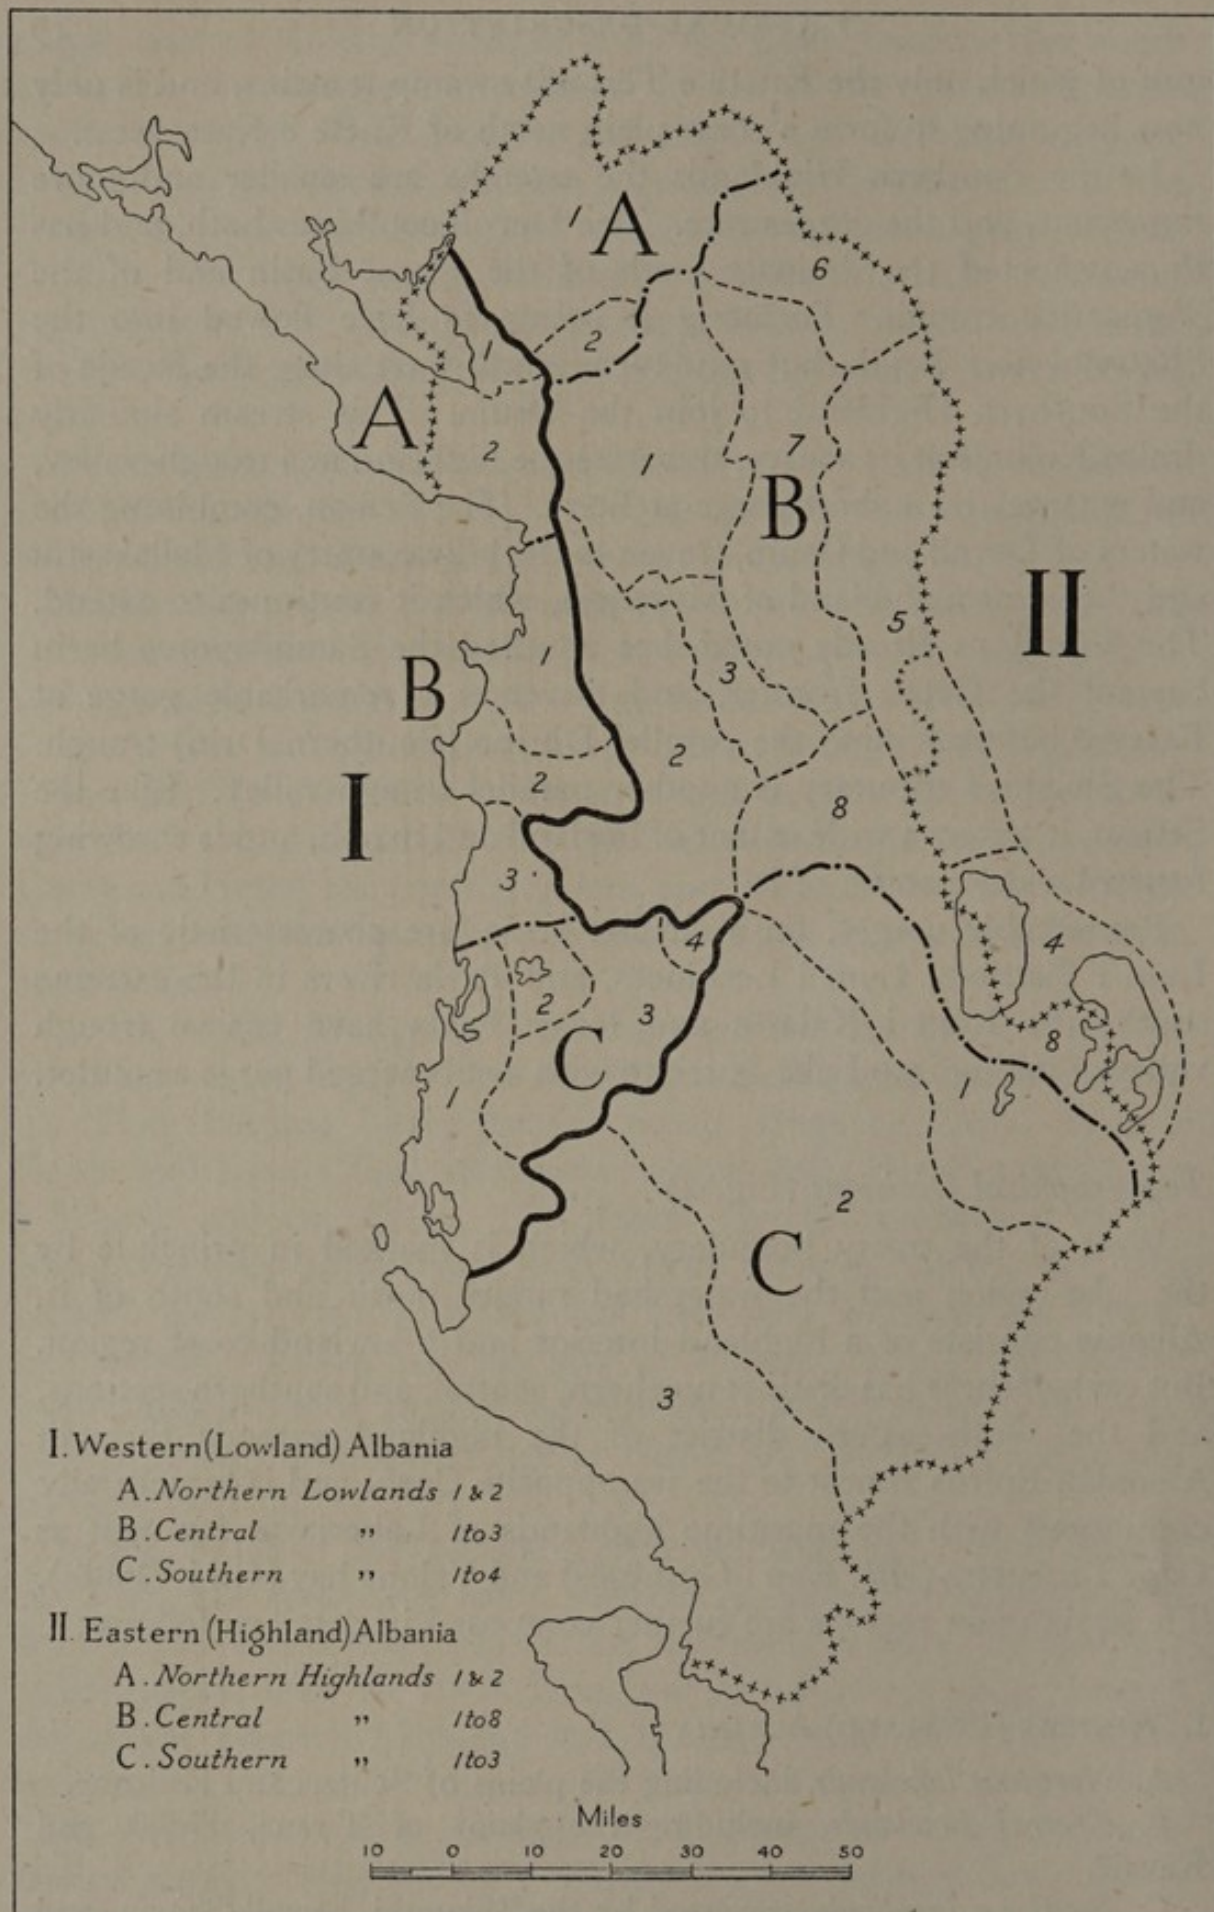 1 A
6
1 2
A
2 1 7
B
5
II
1
B 3
I 2 2 8
3
4 4
2 3
C 8
1 1
2
C
3
I. Western (Lowland) Albania
A. Northern Lowlands 1 & 2
B. Central " 1 to 3
C. Southern " 1 to 4
II. Eastern (Highland) Albania
A. Northern Highlands 1 & 2
B. Central " 1 to 8
C. Southern " 1 to 3
Miles
10 0 10 20 30 40 50